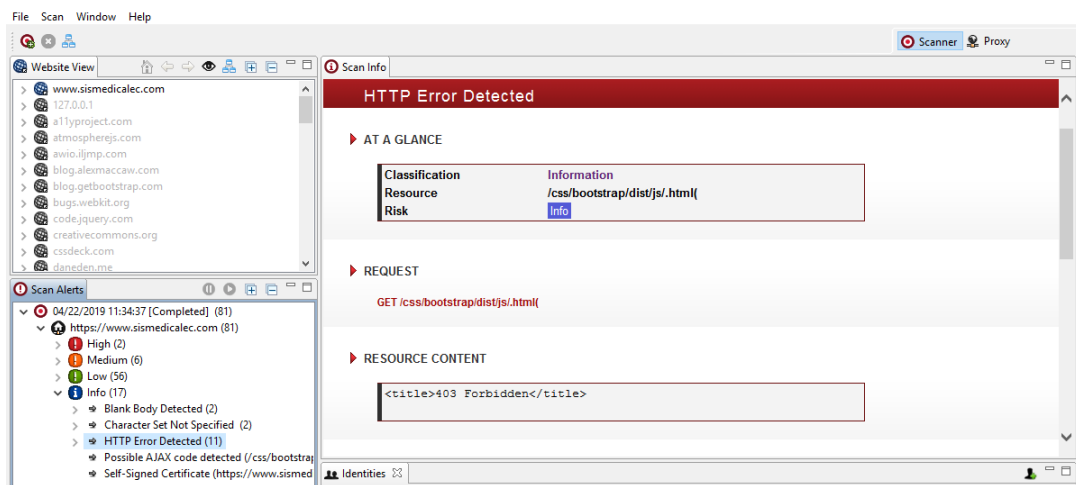 File Scan Window Help
Scanner Proxy
Website View
www.sismedicalec.com
127.0.0.1
a11yproject.com
atmospherejs.com
awio.iljmp.com
blog.alexmaccaw.com
blog.getbootstrap.com
bugs.webkit.org
code.jquery.com
creativecommons.org
cssdeck.com
daneden.me
Scan Alerts
04/22/2019 11:34:37 [Completed] (81)
https://www.sismedicalec.com (81)
High (2)
Medium (6)
Low (56)
Info (17)
Blank Body Detected (2)
Character Set Not Specified (2)
HTTP Error Detected (11)
Possible AJAX code detected (/css/bootstrap
Self-Signed Certificate (https://www.sismed
Scan Info
HTTP Error Detected
AT A GLANCE
Classification Information
Resource /css/bootstrap/dist/js/.html(
Risk Info
REQUEST
GET /css/bootstrap/dist/js/.html(
RESOURCE CONTENT
<title>403 Forbidden</title>
Identities